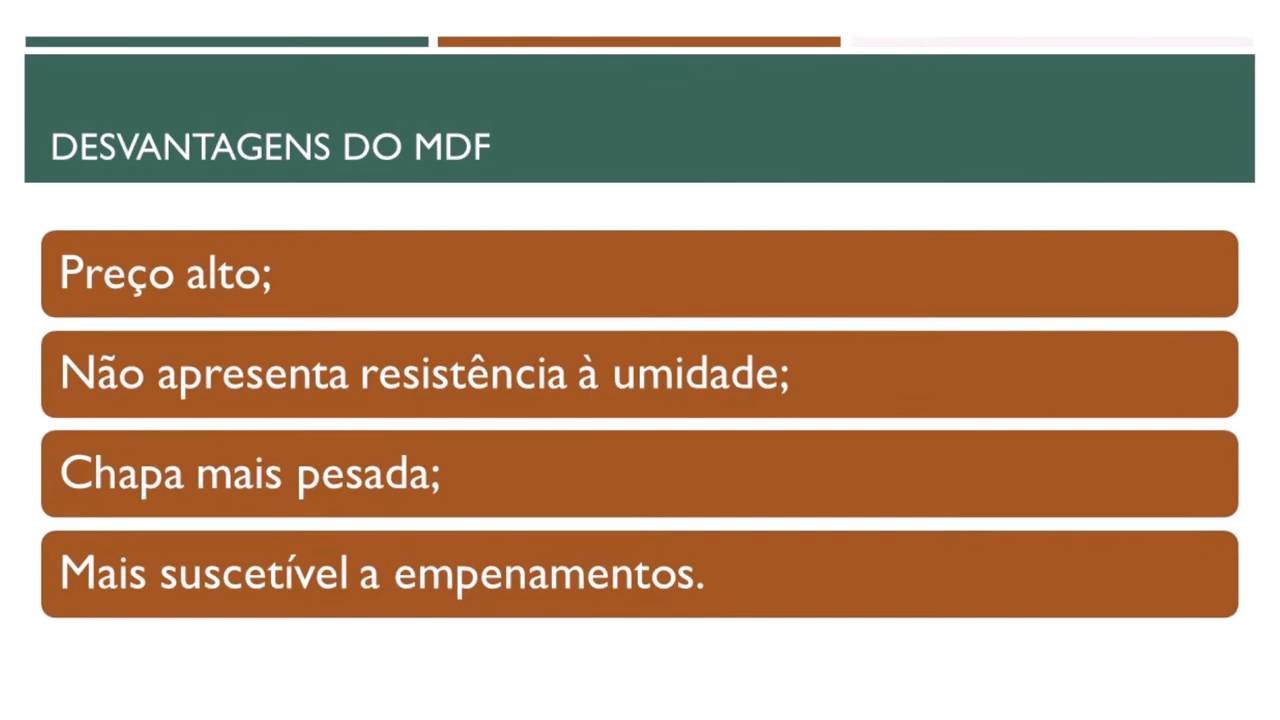 DESVANTAGENS DO MDF
Preço alto;
Não apresenta resistência à umidade;
Chapa mais pesada;
Mais suscetível a empenamentos.